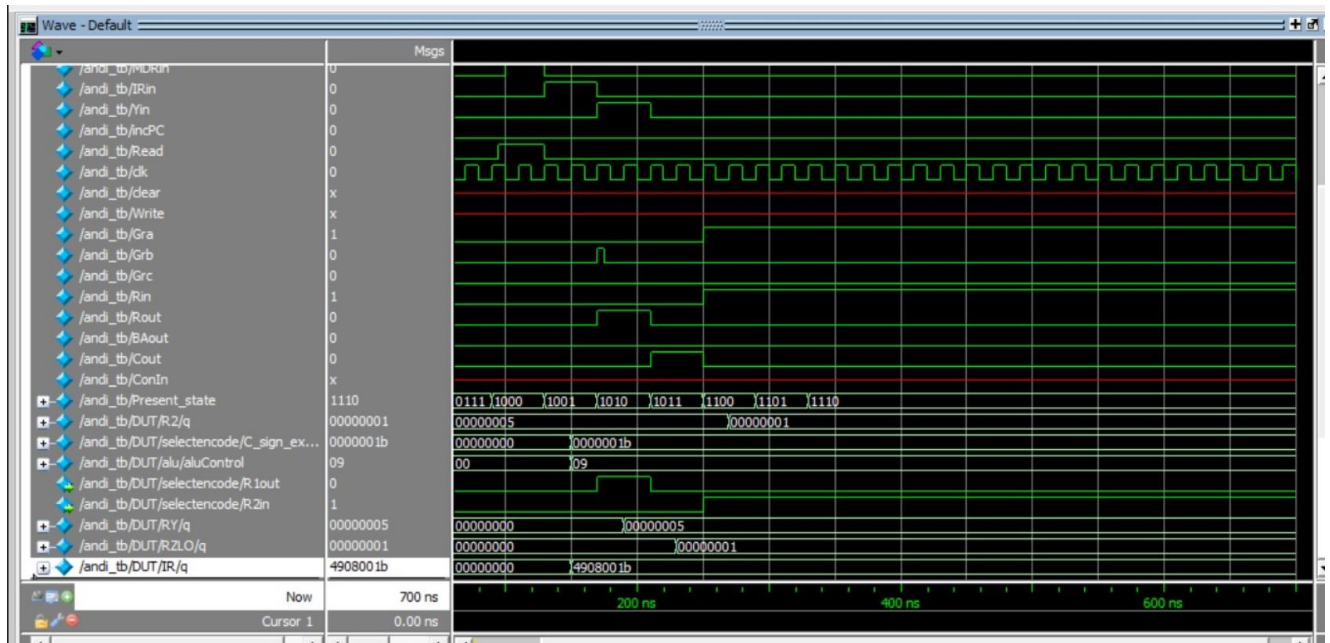 Wave - Default
Msgs
/andi_tb/MDRin 0
/andi_tb/IRin 0
/andi_tb/Yin 0
/andi_tb/incPC 0
/andi_tb/Read 0
/andi_tb/clk 0
/andi_tb/clear x
/andi_tb/Write x
/andi_tb/Gra 1
/andi_tb/Grb 0
/andi_tb/Grc 0
/andi_tb/Rin 1
/andi_tb/Rout 0
/andi_tb/BAout 0
/andi_tb/Cout 0
/andi_tb/ConIn x
/andi_tb/Present_state 1110 0111 1000 1001 1010 1011 1100 1101 1110
/andi_tb/DUT/R2/q 00000001 00000005 00000001
/andi_tb/DUT/selectencode/C_sign_ex... 0000001b 00000000 0000001b
/andi_tb/DUT/alu/aluControl 09 00 09
/andi_tb/DUT/selectencode/R1out 0
/andi_tb/DUT/selectencode/R2in 1
/andi_tb/DUT/RY/q 00000005 00000000 00000005
/andi_tb/DUT/RZLO/q 00000001 00000000 00000001
/andi_tb/DUT/IR/q 4908001b 00000000 4908001b
Now 700 ns 200 ns 400 ns 600 ns
Cursor 1 0.00 ns